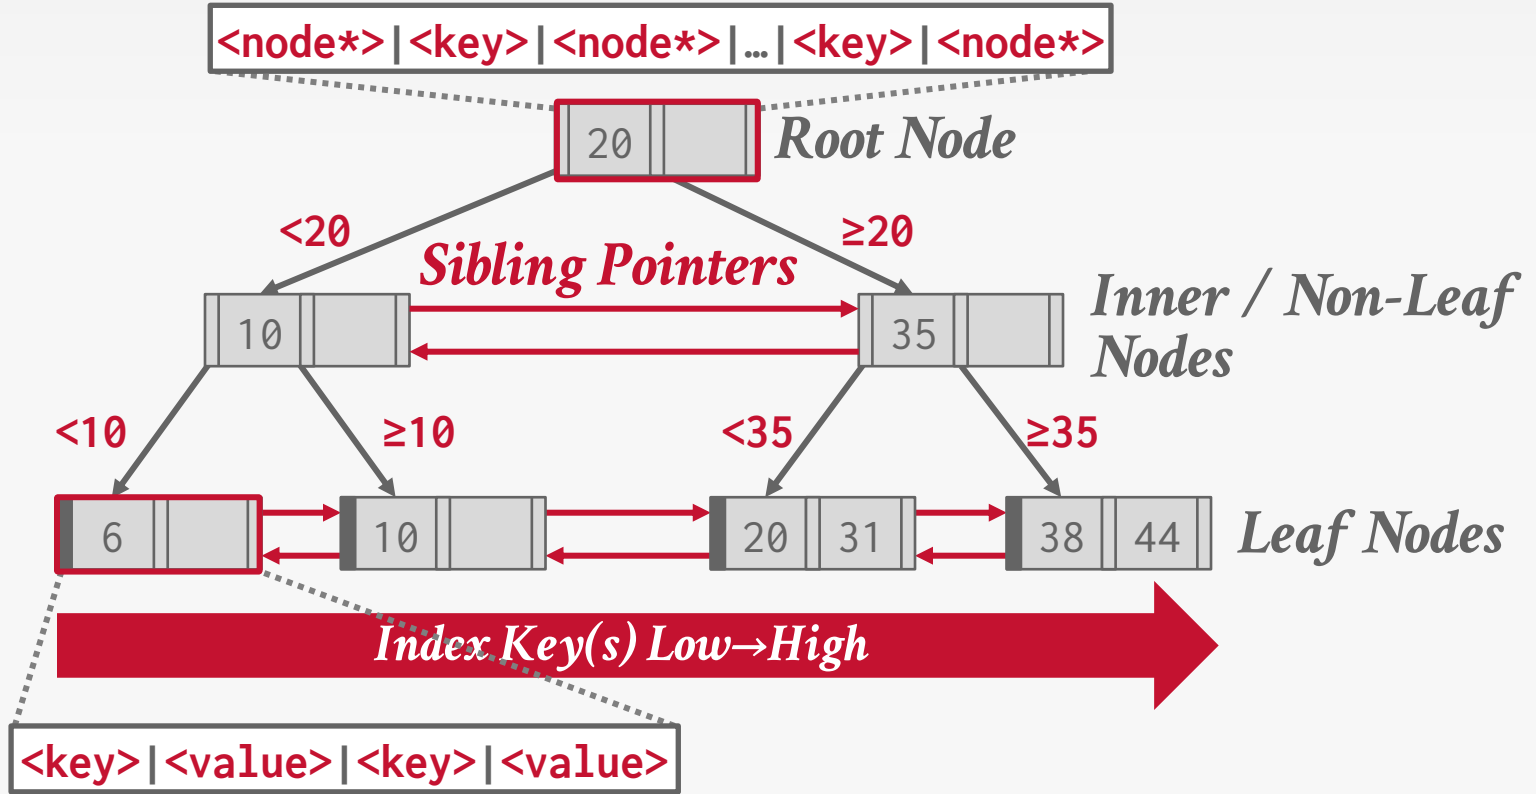 <node*>|<key>|<node*>|…|<key>|<node*>
20
Root Node
<20
≥20
Sibling Pointers
10
35
Inner / Non-Leaf
Nodes
<10
≥10
<35
≥35
6
10
20 31
38 44
Leaf Nodes
Index Key(s) Low→High
<key>|<value>|<key>|<value>